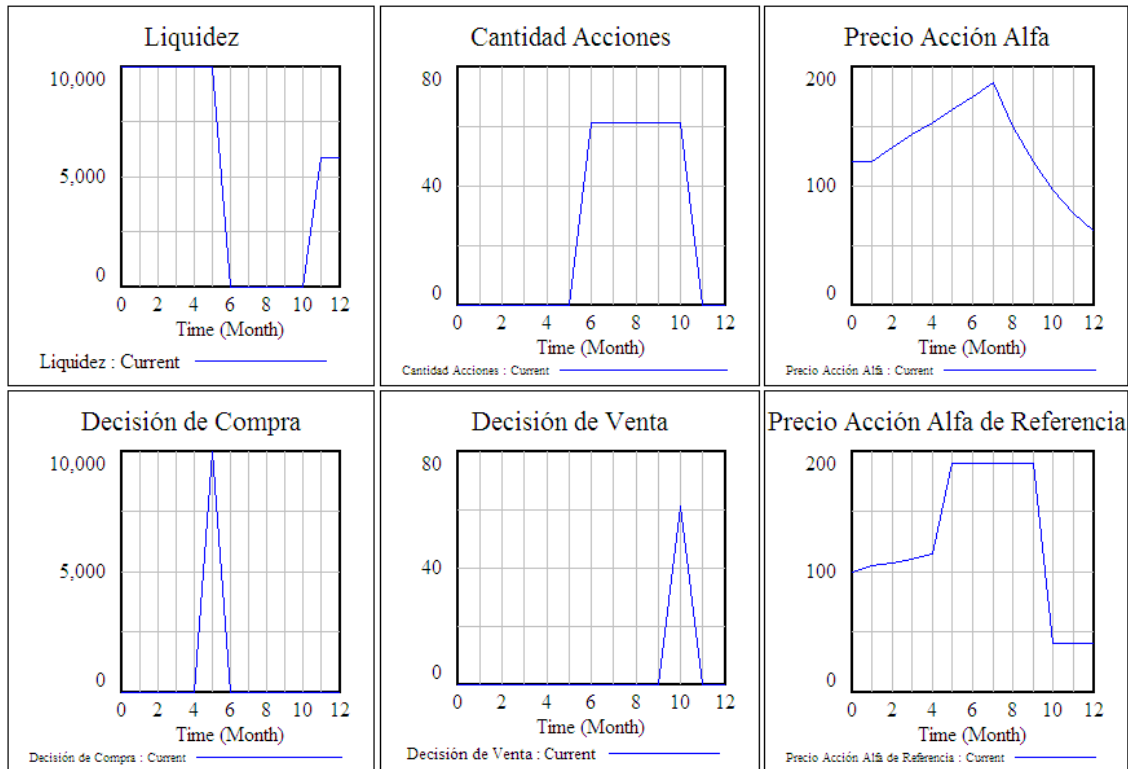 Liquidez
10,000
5,000
0
0 2 4 6 8 10 12
Time (Month)
Liquidez : Current
Cantidad Acciones
80
40
0
0 2 4 6 8 10 12
Time (Month)
Cantidad Acciones : Current
Precio Acción Alfa
200
100
0
0 2 4 6 8 10 12
Time (Month)
Precio Acción Alfa : Current
Decisión de Compra
10,000
5,000
0
0 2 4 6 8 10 12
Time (Month)
Decisión de Compra : Current
Decisión de Venta
80
40
0
0 2 4 6 8 10 12
Time (Month)
Decisión de Venta : Current
Precio Acción Alfa de Referencia
200
100
0
0 2 4 6 8 10 12
Time (Month)
Precio Acción Alfa de Referencia : Current